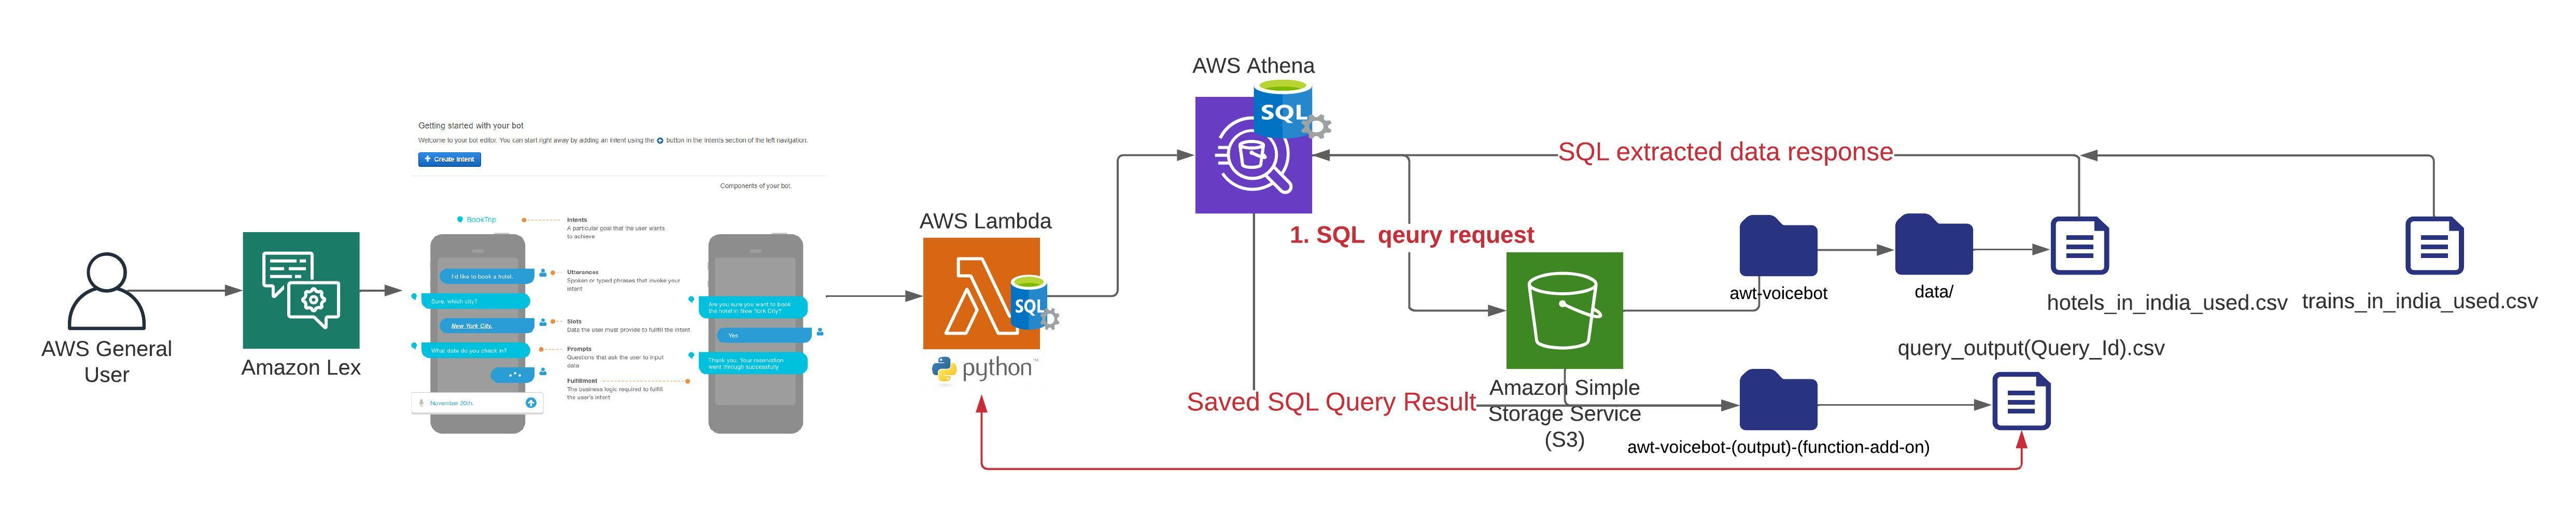 AWS General
User
Amazon Lex
Getting started with your bot
Welcome to your bot editor. You can start right away by adding an intent using the button in the Intents section of the left navigation.
+ Create Intent
Components of your bot.
BookTrip
I'd like to book a hotel.
Sure, which city?
New York City.
What date do you check in?
November 30th.
Intents
A particular goal that the user wants
to achieve
Utterances
Spoken or typed phrases that invoke your
intent
Slots
Data the user must provide to fulfill the intent
Prompts
Questions that ask the user to input
data
Fulfillment
The business logic required to fulfill
the user's intent
Are you sure you want to book
the hotel in New York City?
Yes
Thank you. Your reservation
went through successfully
AWS Lambda
SQL
python™
AWS Athena
SQL
SQL extracted data response
1. SQL qeury request
Saved SQL Query Result
Amazon Simple
Storage Service
(S3)
awt-voicebot
data/
hotels_in_india_used.csv
trains_in_india_used.csv
query_output(Query_Id).csv
awt-voicebot-(output)-(function-add-on)